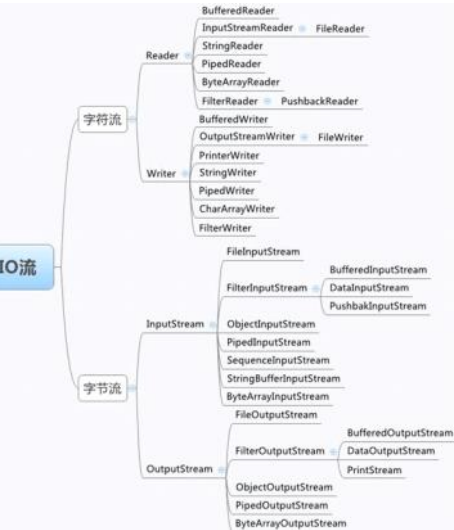 IO流
字符流
Reader
BufferedReader
InputStreamReader
FileReader
StringReader
PipedReader
ByteArrayReader
FilterReader
PushbackReader
Writer
BufferedWriter
OutputStreamWriter
FileWriter
PrinterWriter
StringWriter
PipedWriter
CharArrayWriter
FilterWriter
字节流
InputStream
FileInputStream
FilterInputStream
BufferedInputStream
DataInputStream
PushbakInputStream
ObjectInputStream
PipedInputStream
SequenceInputStream
StringBufferInputStream
ByteArrayInputStream
OutputStream
FileOutputStream
FilterOutputStream
BufferedOutputStream
DataOutputStream
PrintStream
ObjectOutputStream
PipedOutputStream
ByteArrayOutputStream